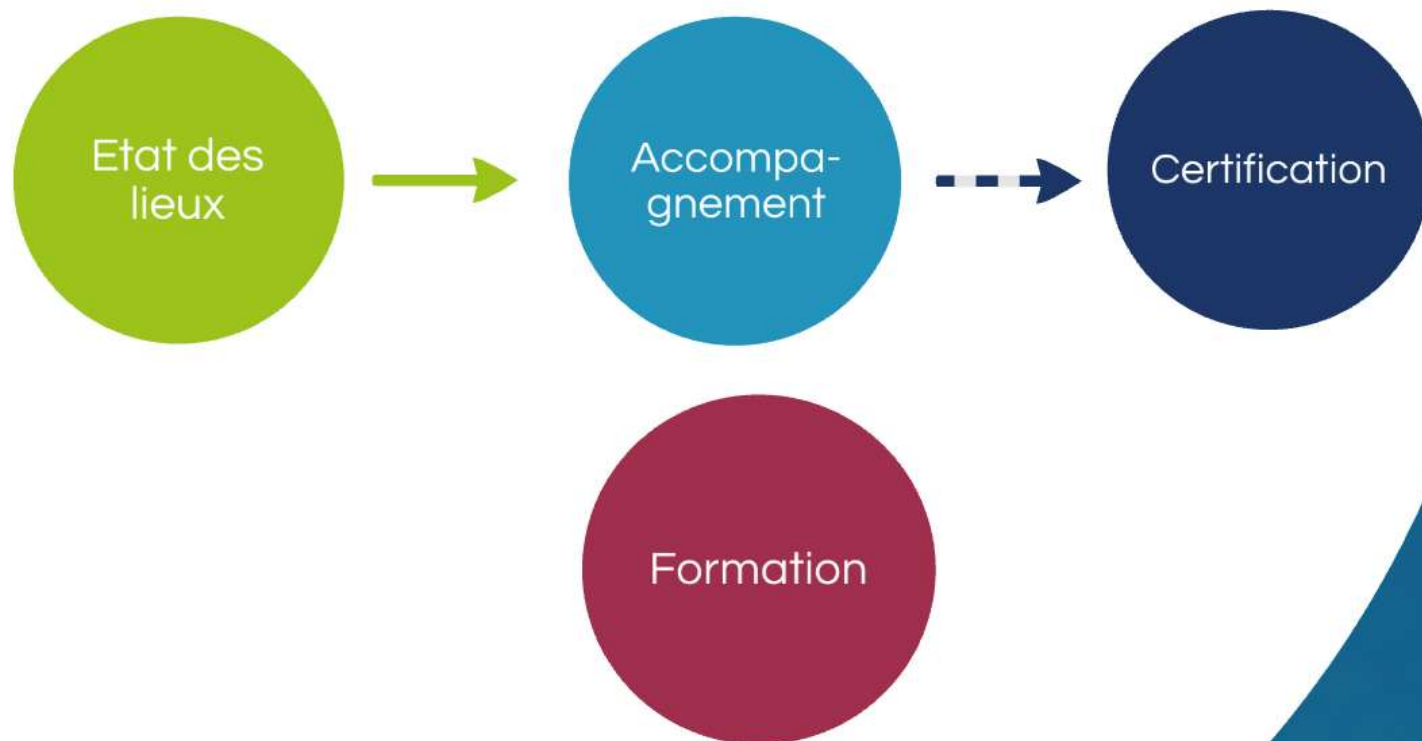 Etat des
lieux
Accompa-
gnement
Certification
Formation